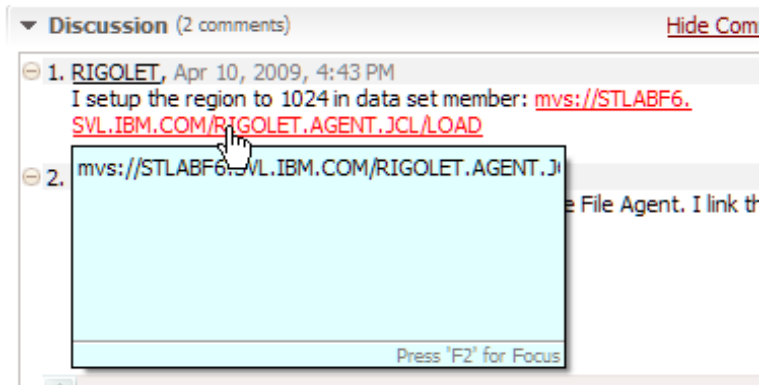 Discussion (2 comments) Hide Com
1. RIGOLET, Apr 10, 2009, 4:43 PM
I setup the region to 1024 in data set member: mvs://STLABF6.
SVL.IBM.COM/RIGOLET.AGENT.JCL/LOAD
2.
mvs://STLABF6.SVL.IBM.COM/RIGOLET.AGENT.J
e File Agent. I link th
Press 'F2' for Focus